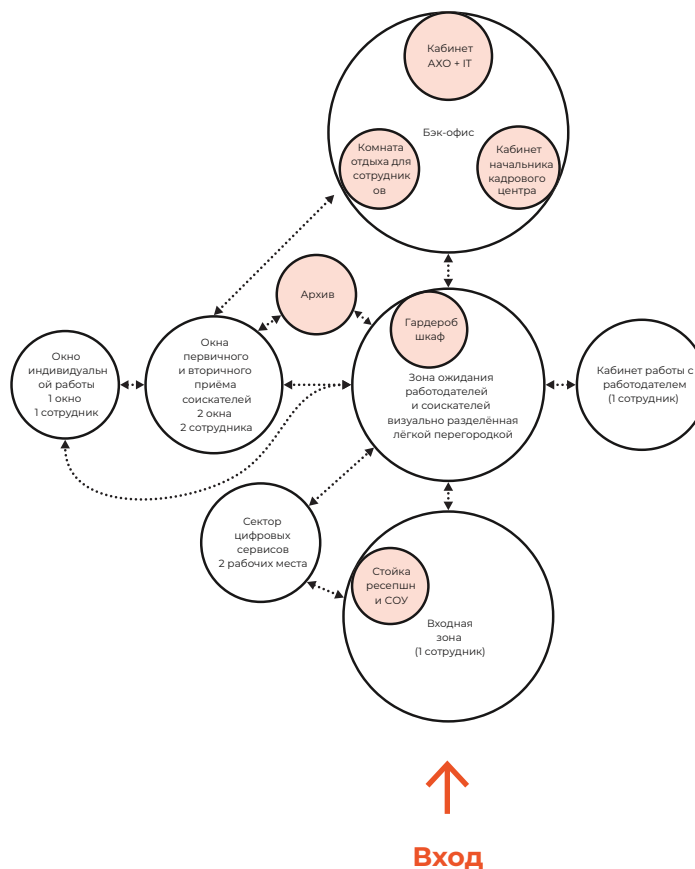 Кабинет
АХО + IT
Бэк-офис
Комната
отдыха для
сотрудник
ов
Кабинет
начальника
кадрового
центра
Архив
Гардероб
шкаф
Зона ожидания
работодателей
и соискателей
визуально разделённая
лёгкой перегородкой
Окно
индивидуальн
ой работы
1 окно
1 сотрудник
Окна
первичного
и вторичного
приёма
соискателей
2 окна
2 сотрудника
Кабинет работы с
работодателем
(1 сотрудник)
Сектор
цифровых
сервисов
2 рабочих места
Стойка
ресепшн
и СОУ
Входная
зона
(1 сотрудник)
Вход